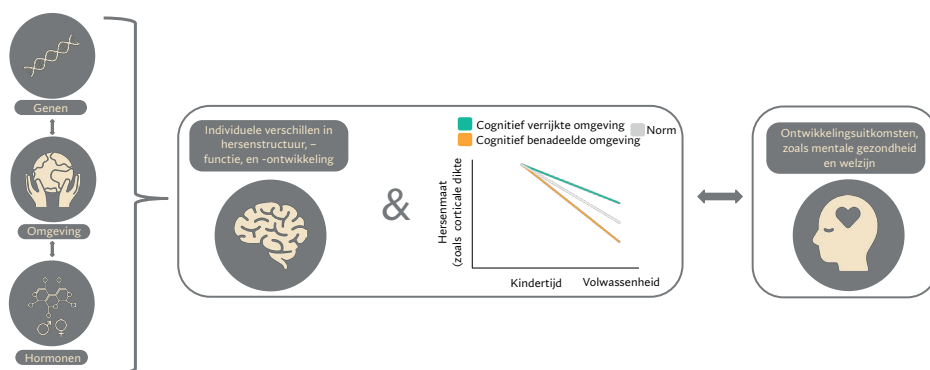 Genen
Omgeving
Hormonen
Individuele verschillen in
hersenstructuur, –
functie, en -ontwikkeling
&
Cognitief verrijkte omgeving
Norm
Cognitief benadeelde omgeving
Hersenmaat
(zoals corticale dikte
Kindertijd
Volwassenheid
Ontwikkelingsuitkomsten,
zoals mentale gezondheid
en welzijn